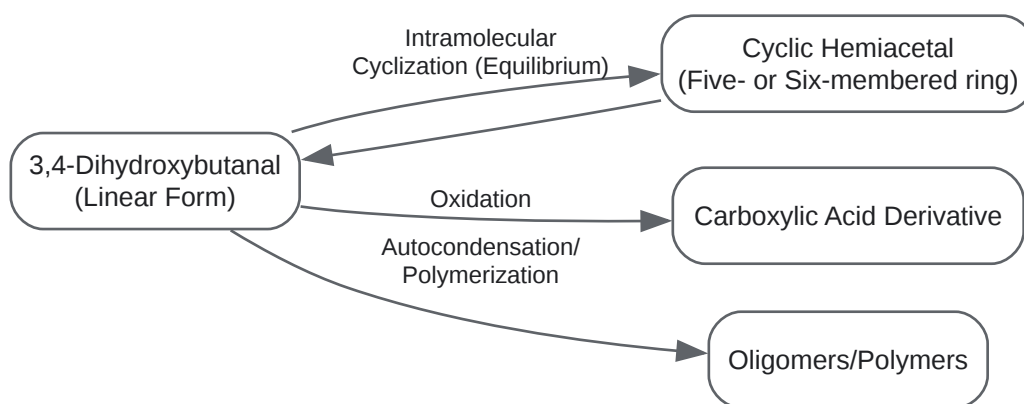 Intramolecular
Cyclization (Equilibrium)
Cyclic Hemiacetal
(Five- or Six-membered ring)
3,4-Dihydroxybutanal
(Linear Form)
Oxidation
Carboxylic Acid Derivative
Autocondensation/
Polymerization
Oligomers/Polymers